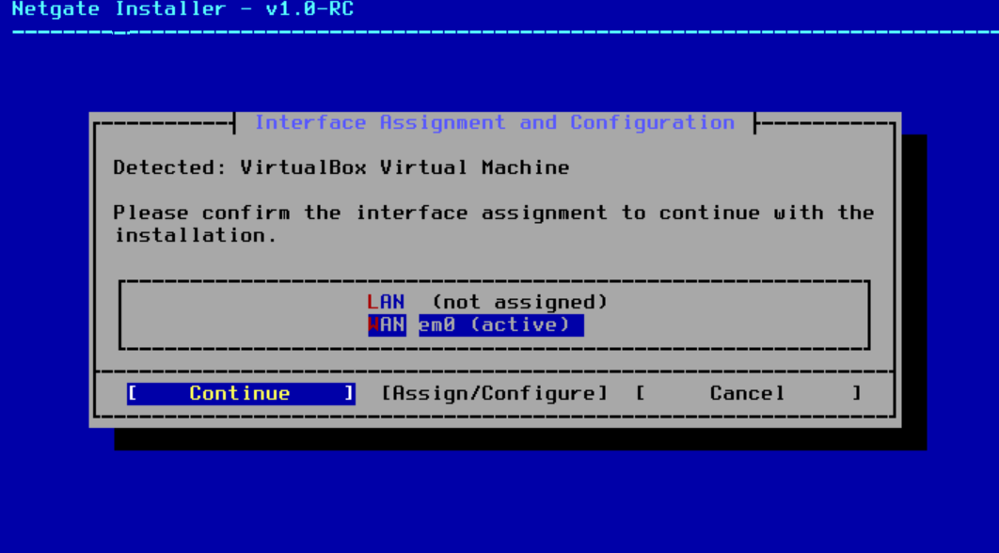 Netgate Installer - v1.0-RC
Interface Assignment and Configuration
Detected: VirtualBox Virtual Machine
Please confirm the interface assignment to continue with the
installation.
LAN (not assigned)
WAN em0 (active)
[ Continue ] [Assign/Configure] [ Cancel ]